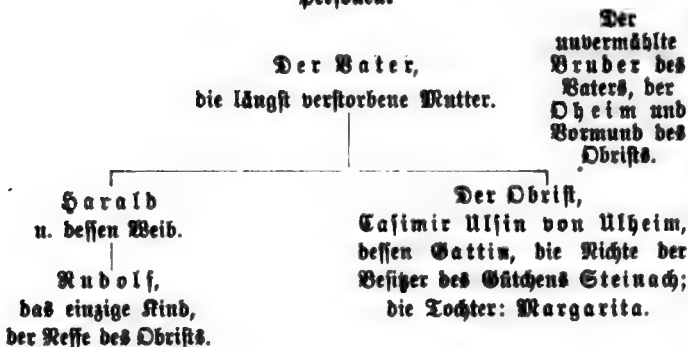 Personen.
Der Vater,
die längst verstorbene Mutter.
Der
unvermählte
Bruder des
Vaters, der
Oheim und
Vormund des
Obrists.
Harald
u. dessen Weib.
Rudolf,
das einzige Kind,
der Neffe des Obrists.
Der Obrist,
Casimir Ulsin von Ulheim,
dessen Gattin, die Nichte der
Besitzer des Gütchens Steinach;
die Tochter: Margarita.